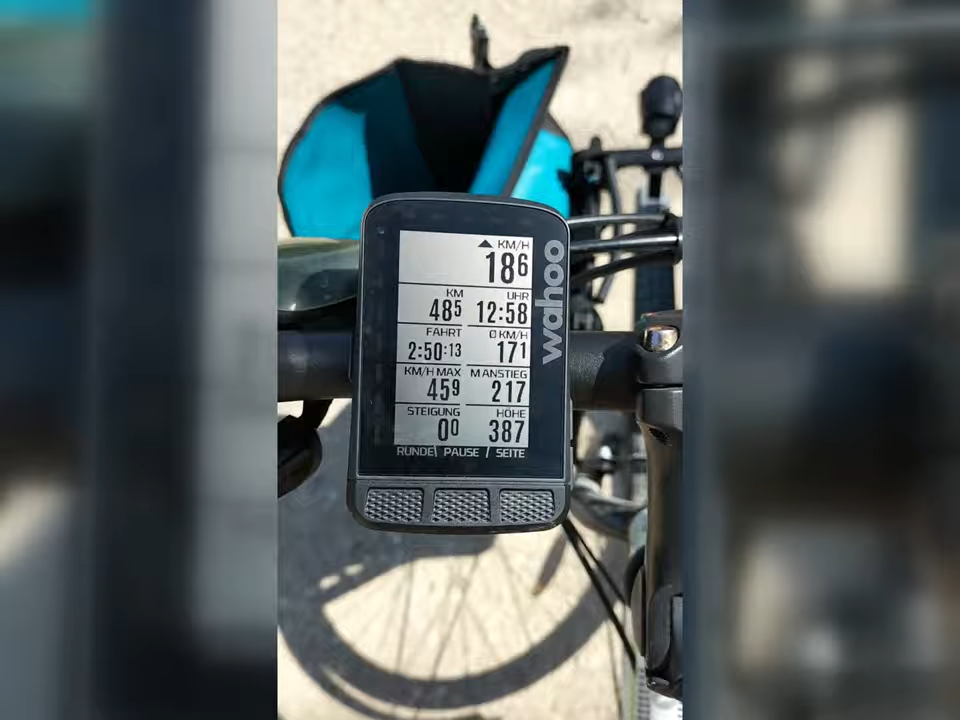 ▲ KM/H
18⁶
KM UHR
48⁵ 12:58
FAHRT Ø KM/H
2:50:13 17¹
KM/H MAX M ANSTIEG
45⁹ 217
STEIGUNG HÖHE
0⁰ 387
RUNDE\ PAUSE / SEITE
wahoo